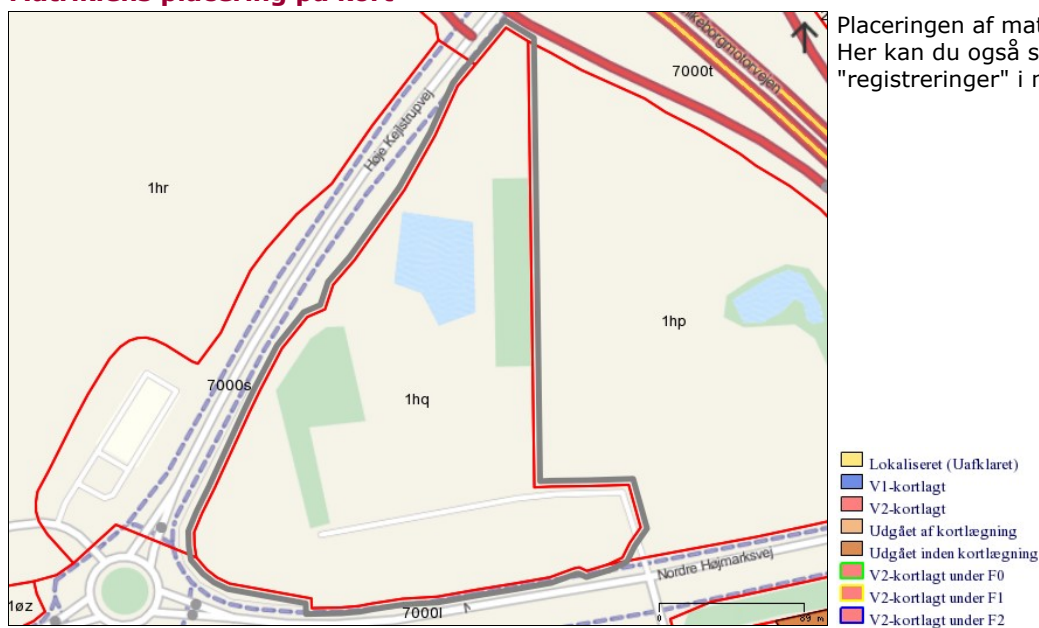 Placeringen af mat
Her kan du også s
"registreringer" i r
7000t
Høje Kejlstrupvej
1hr
1hp
7000s
1hq
Nordre Højmarksvej
1øz
7000l
0
89 m
Lokaliseret (Uafklaret)
V1-kortlagt
V2-kortlagt
Udgået af kortlægning
Udgået inden kortlægning
V2-kortlagt under F0
V2-kortlagt under F1
V2-kortlagt under F2